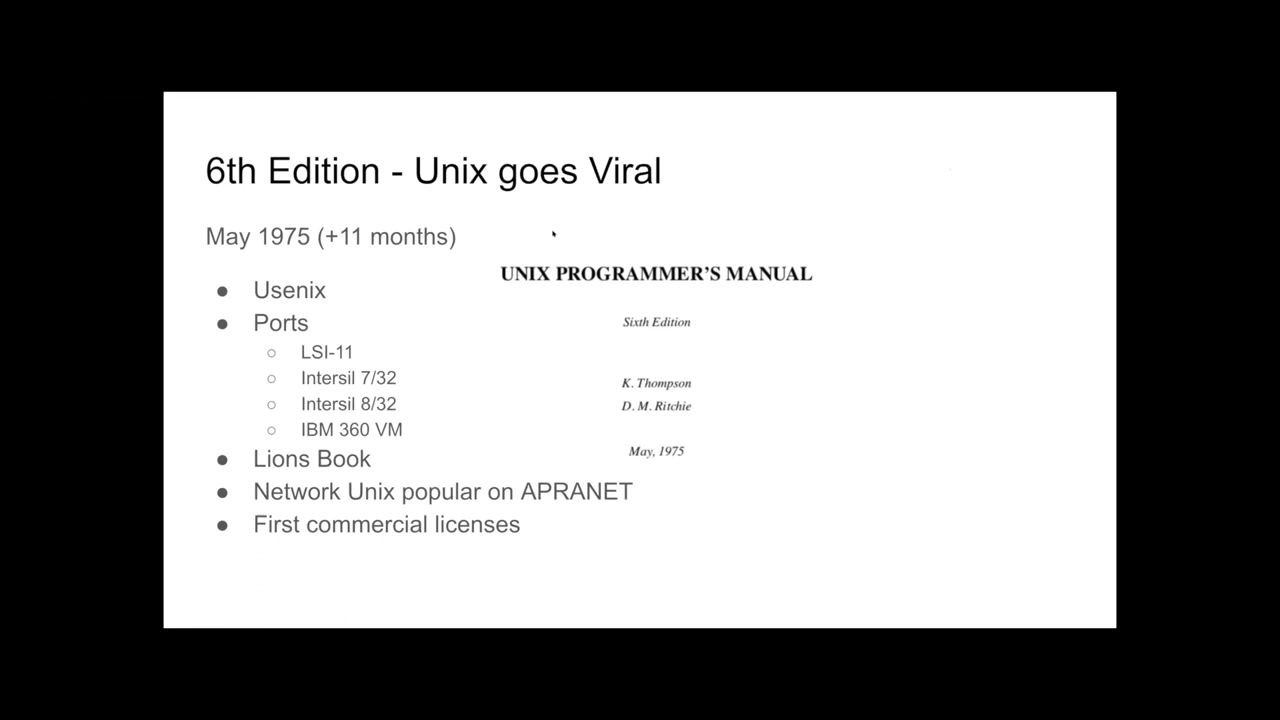 6th Edition - Unix goes Viral
May 1975 (+11 months)
● Usenix
● Ports
○ LSI-11
○ Intersil 7/32
○ Intersil 8/32
○ IBM 360 VM
● Lions Book
● Network Unix popular on APRANET
● First commercial licenses
UNIX PROGRAMMER'S MANUAL
Sixth Edition
K. Thompson
D. M. Ritchie
May, 1975